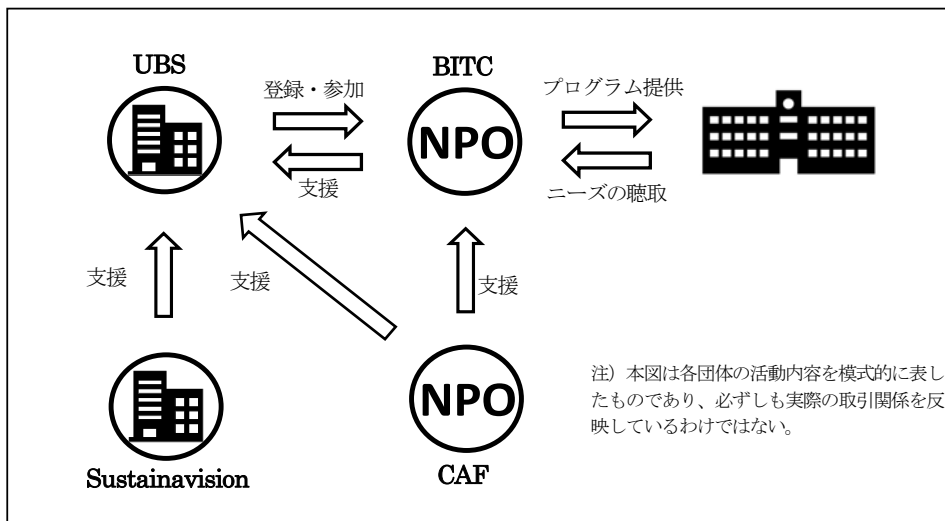 UBS
BITC
登録・参加
プログラム提供
NPO
支援
ニーズの聴取
支援
支援
支援
NPO
Sustainavision
CAF
注）本図は各団体の活動内容を模式的に表し
たものであり、必ずしも実際の取引関係を反
映しているわけではない。